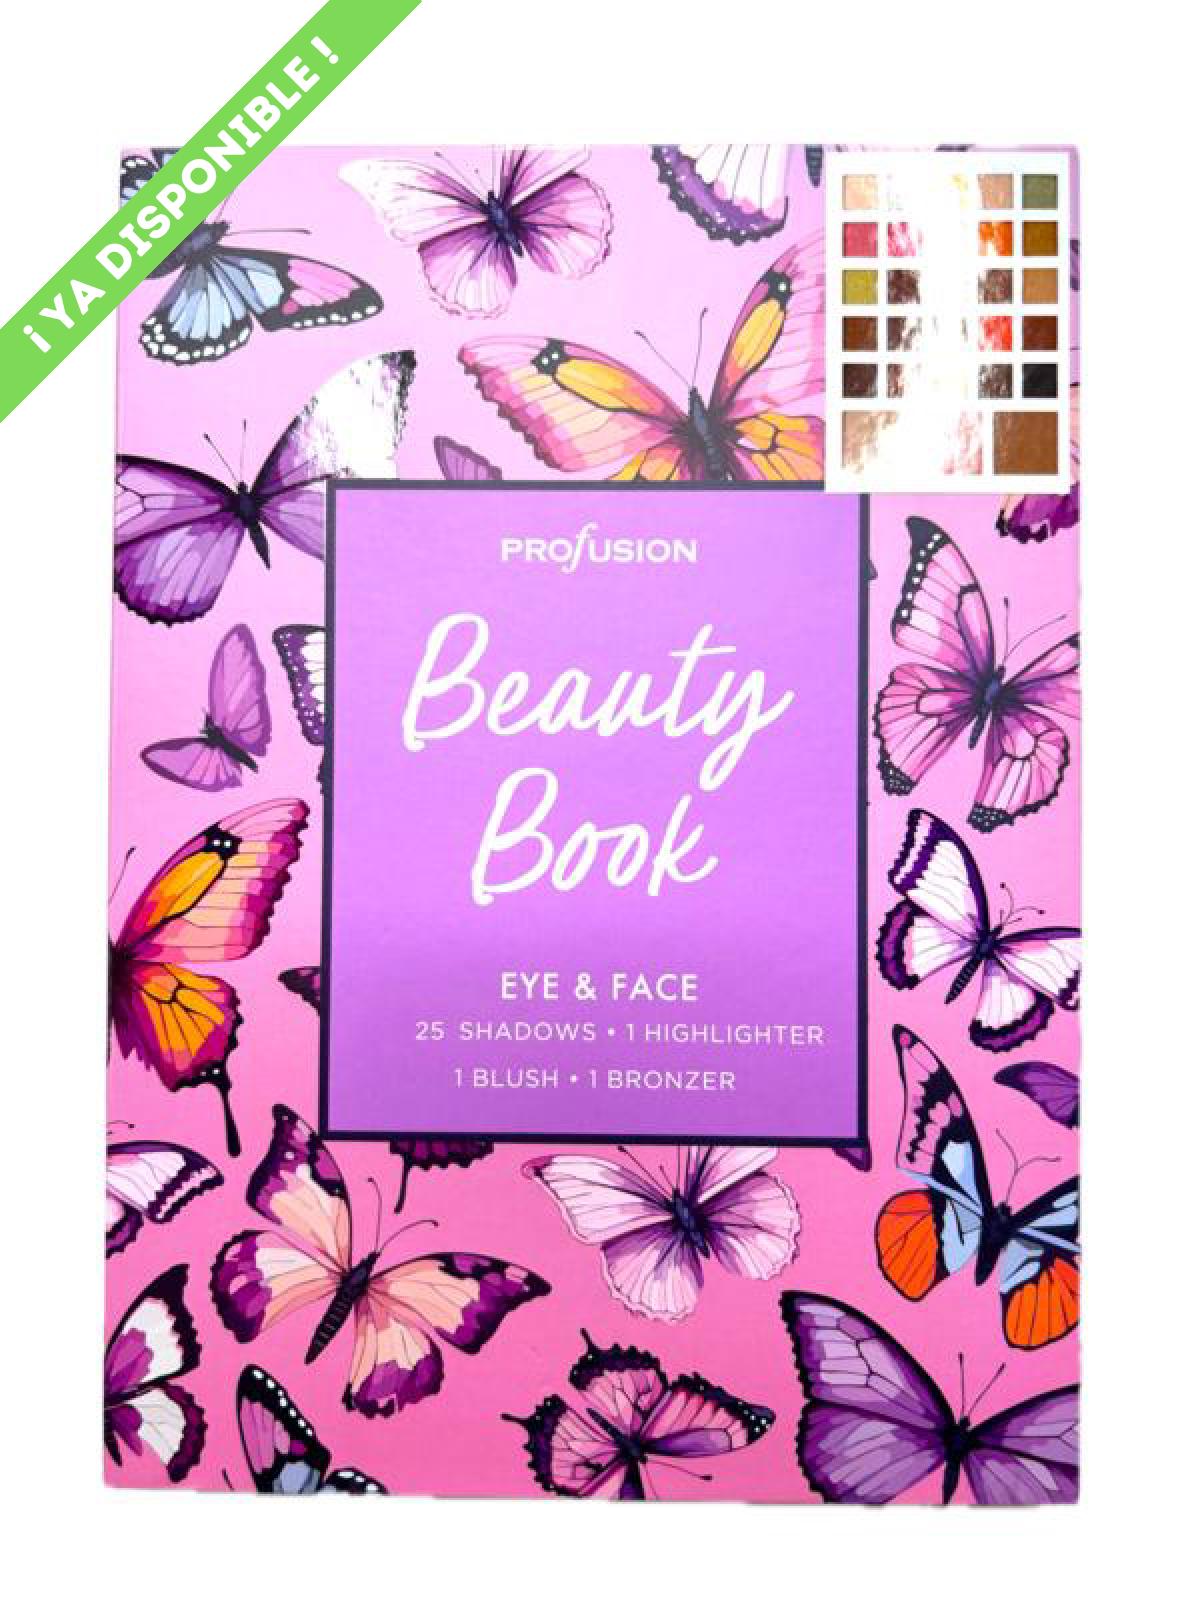 ¡ YA DISPONIBLE !
PROfUSION
Beauty
Book
EYE & FACE
25 SHADOWS • 1 HIGHLIGHTER
1 BLUSH • 1 BRONZER